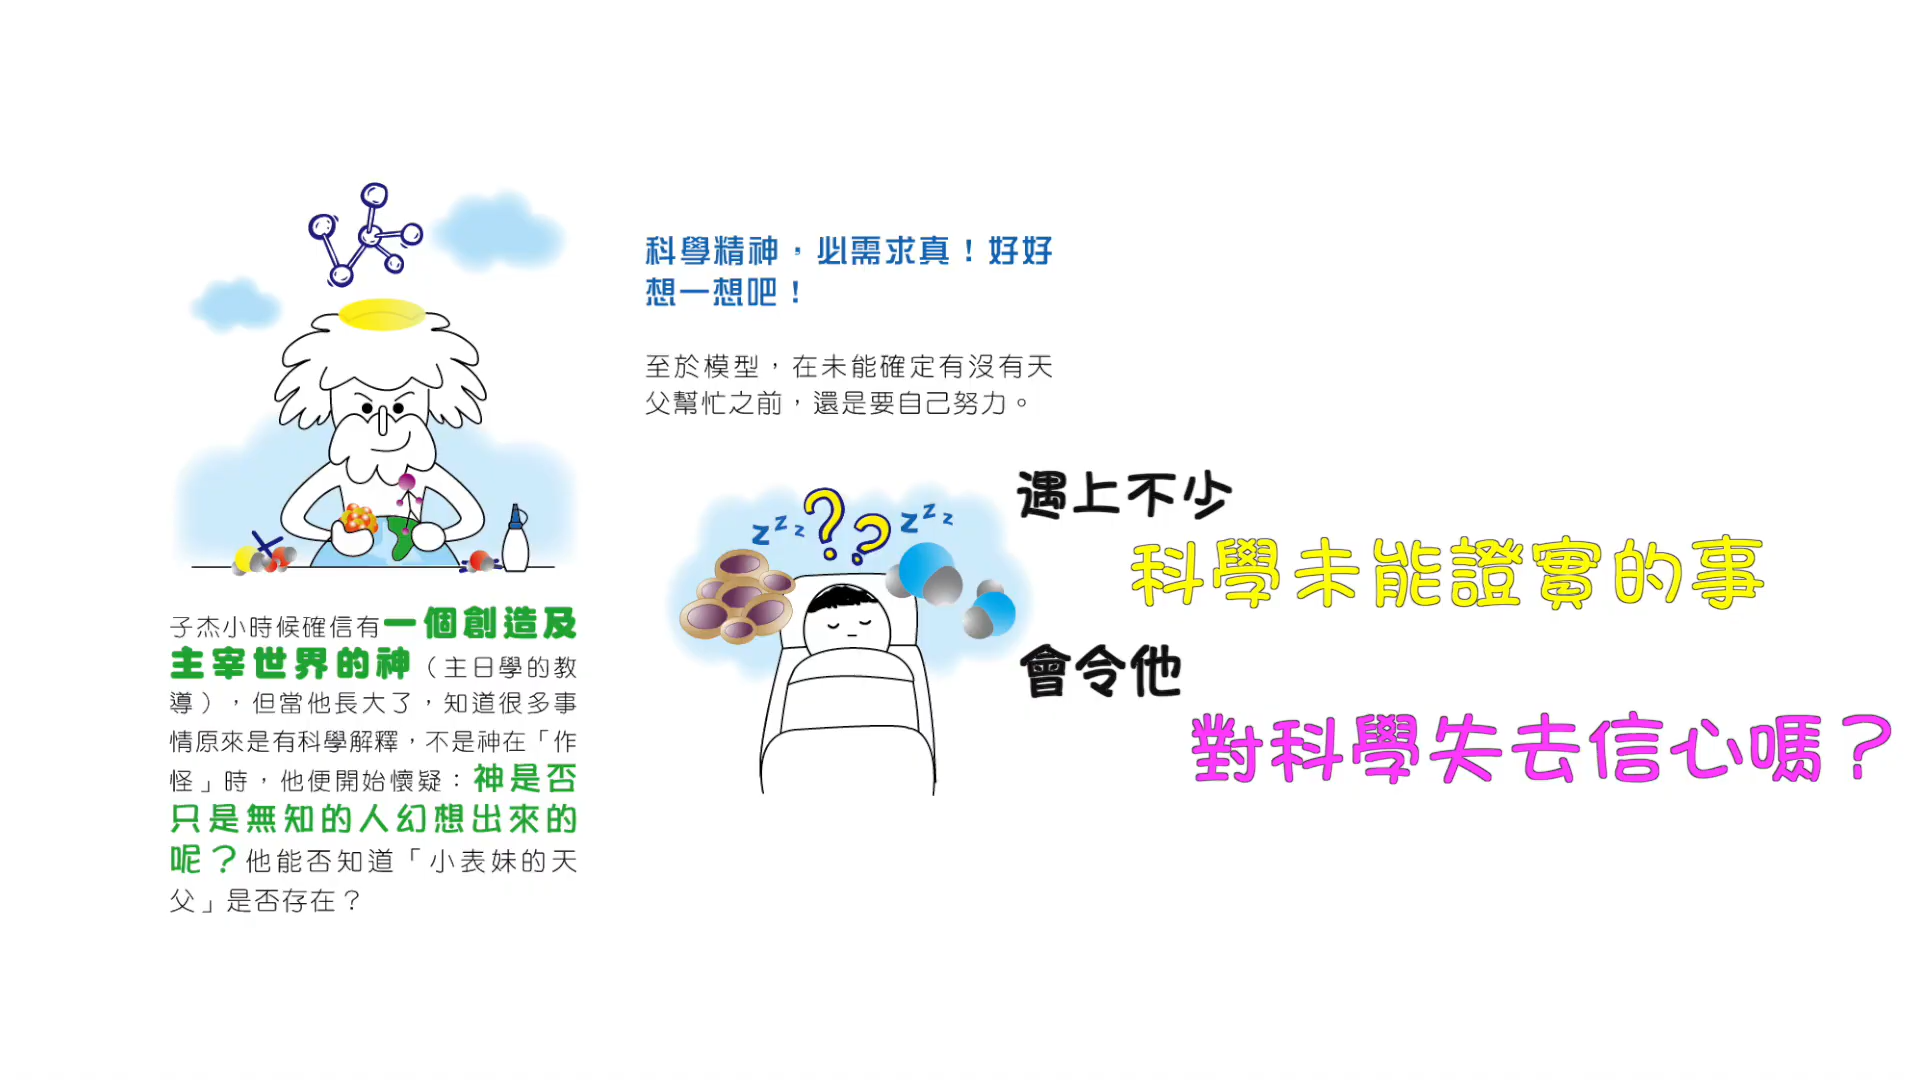 子杰小時候確信有一個創造及
主宰世界的神（主日學的教
導），但當他長大了，知道很多事
情原來是有科學解釋，不是神在「作
怪」時，他便開始懷疑：神是否
只是無知的人幻想出來的
呢？他能否知道「小表妹的天
父」是否存在？
科學精神，必需求真！好好
想一想吧！
至於模型，在未能確定有沒有天
父幫忙之前，還是要自己努力。
zzz??zzz
遇上不少
科學未能證實的事
會令他
對科學失去信心嗎？